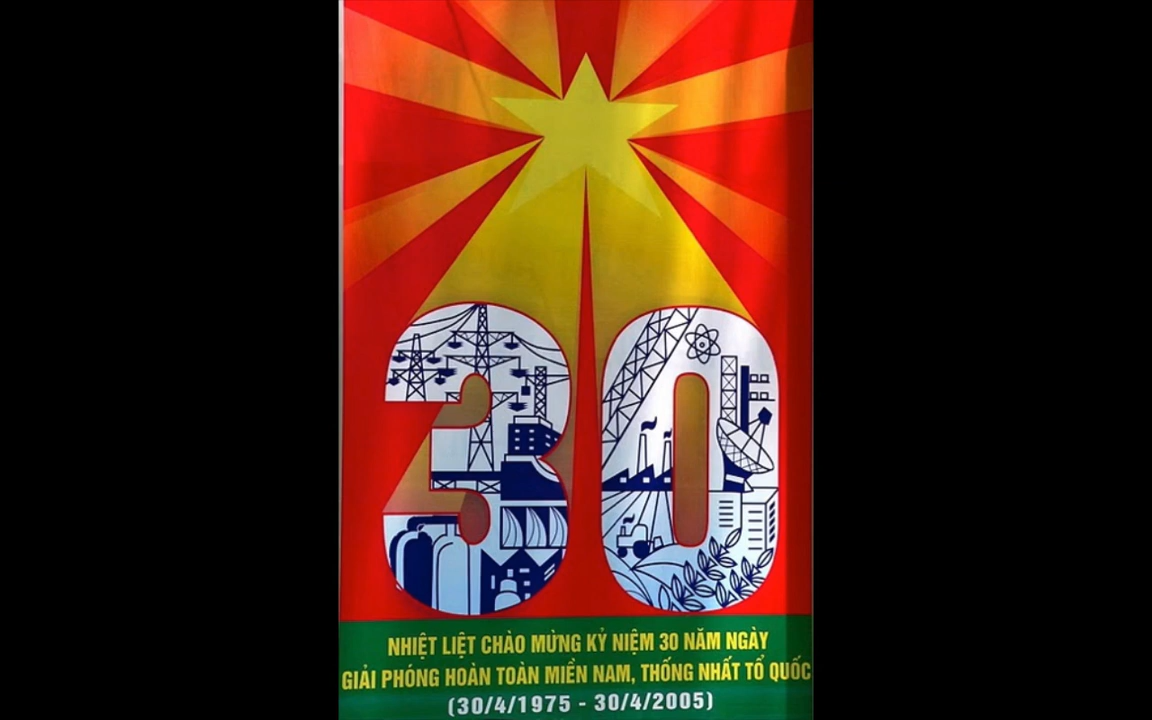 30
NHIỆT LIỆT CHÀO MỪNG KỶ NIỆM 30 NĂM NGÀY
GIẢI PHÓNG HOÀN TOÀN MIỀN NAM, THỐNG NHẤT TỔ QUỐC
(30/4/1975 - 30/4/2005)